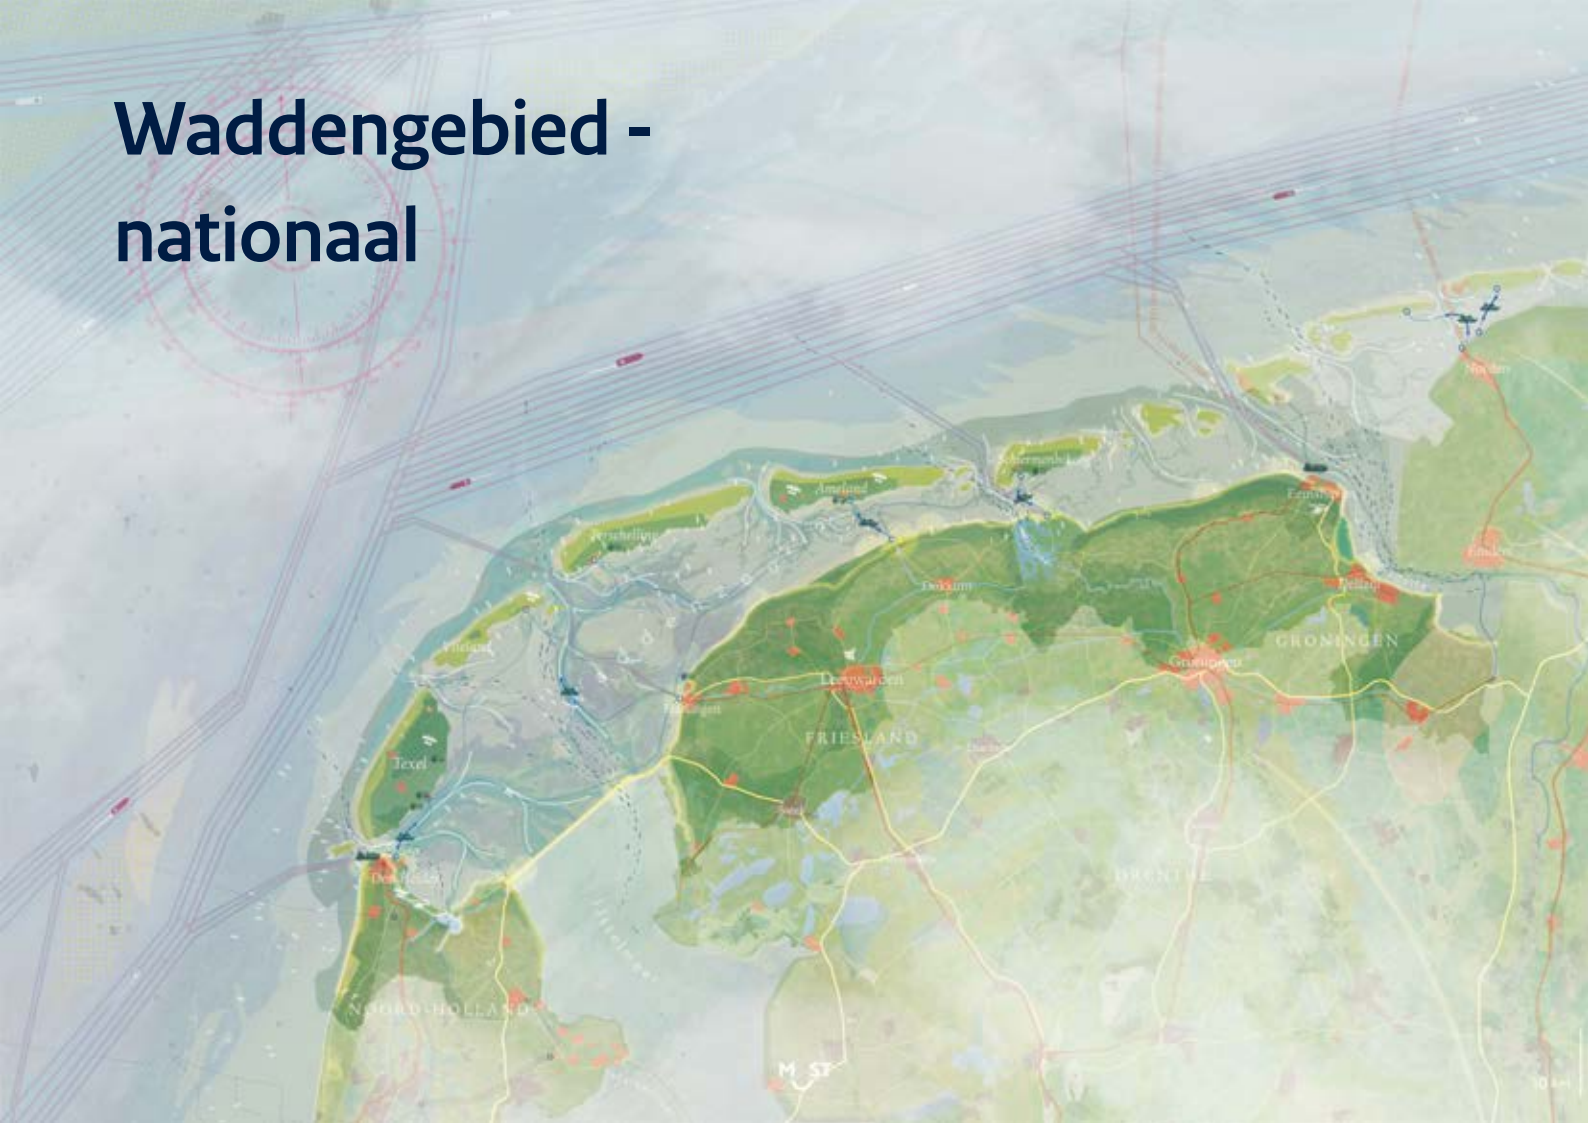 Waddengebied -
nationaal
Norden
Ameland
Eemshaven
Terschelling
Emden
Dokkum
Delfzijl
GRONINGEN
Groningen
Vlieland
Leeuwarden
Harlingen
FRIESLAND
Texel
Den Helder
DRENTHE
IJsselmeer
NOORD-HOLLAND